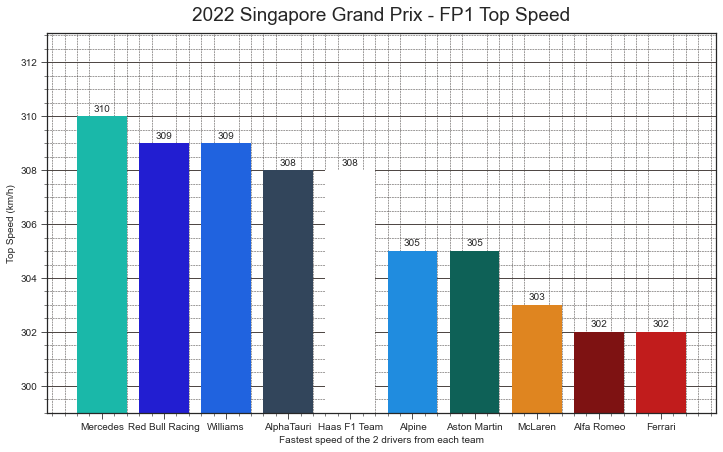 2022 Singapore Grand Prix - FP1 Top Speed
Top Speed (km/h)
312
310
308
306
304
302
300
310
309
309
308
308
305
305
303
302
302
Mercedes
Red Bull Racing
Williams
AlphaTauri
Haas F1 Team
Alpine
Aston Martin
McLaren
Alfa Romeo
Ferrari
Fastest speed of the 2 drivers from each team